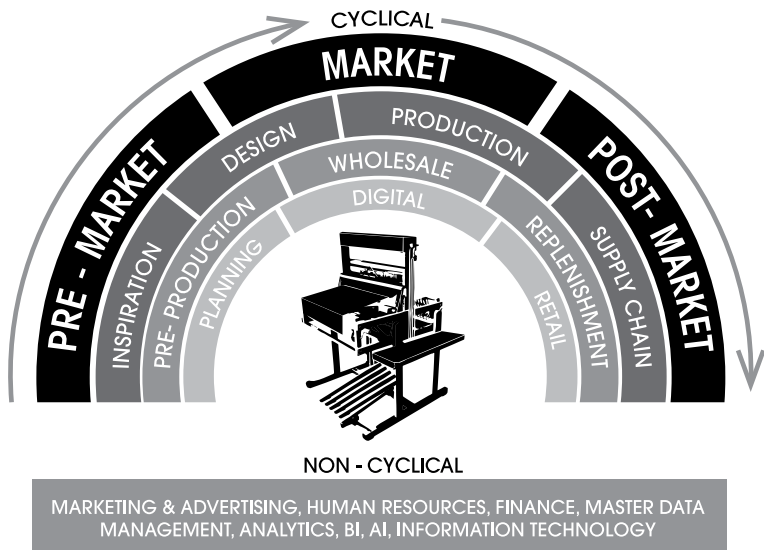 CYCLICAL
MARKET
PRE - MARKET
POST- MARKET
DESIGN
PRODUCTION
INSPIRATION
SUPPLY CHAIN
WHOLESALE
PRE- PRODUCTION
REPLENISHMENT
DIGITAL
PLANNING
RETAIL
NON - CYCLICAL
MARKETING & ADVERTISING, HUMAN RESOURCES, FINANCE, MASTER DATA
MANAGEMENT, ANALYTICS, BI, AI, INFORMATION TECHNOLOGY